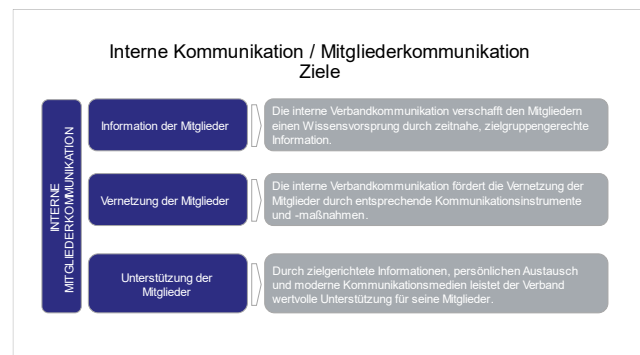 Interne Kommunikation / Mitgliederkommunikation
Ziele
INTERNE
MITGLIEDERKOMMUNIKATION
Information der Mitglieder
Die interne Verbandkommunikation verschafft den Mitgliedern
einen Wissensvorsprung durch zeitnahe, zielgruppengerechte
Information.
Vernetzung der Mitglieder
Die interne Verbandkommunikation fördert die Vernetzung der
Mitglieder durch entsprechende Kommunikationsinstrumente
und -maßnahmen.
Unterstützung der
Mitglieder
Durch zielgerichtete Informationen, persönlichen Austausch
und moderne Kommunikationsmedien leistet der Verband
wertvolle Unterstützung für seine Mitglieder.